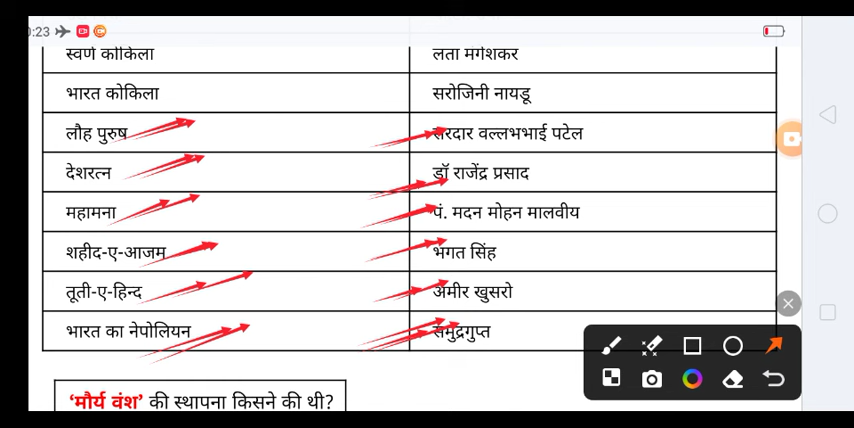 :23
स्वर्ण कोकिला लता मंगेशकर
भारत कोकिला सरोजिनी नायडू
लौह पुरुष सरदार वल्लभभाई पटेल
देशरत्न डॉ राजेंद्र प्रसाद
महामना पं. मदन मोहन मालवीय
शहीद-ए-आजम भगत सिंह
तूती-ए-हिन्द अमीर खुसरो
भारत का नेपोलियन समुद्रगुप्त
‘मौर्य वंश’ की स्थापना किसने की थी?